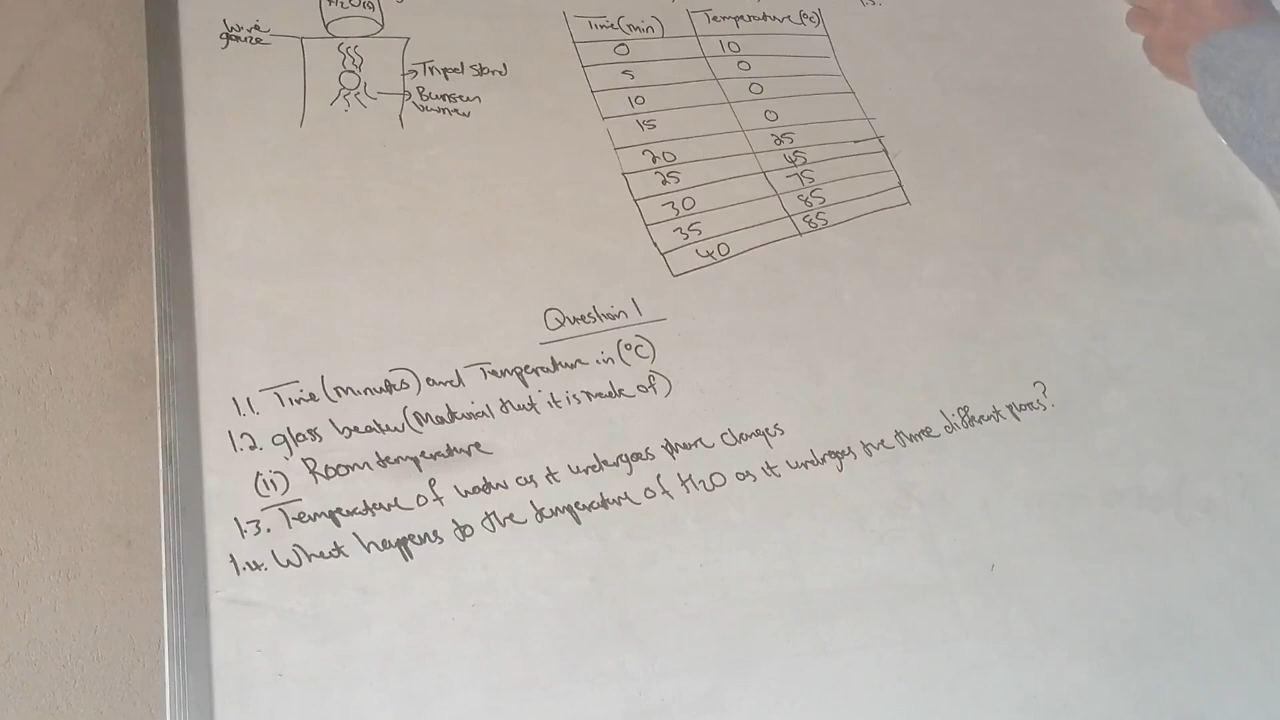 H2O(s)
Wire
gauze
Tripod stand
Bunsen
burner
Time (min) Temperature (°C)
0 10
5 0
10 0
15 0
20 25
25 45
30 75
35 85
40 85
1.3.
Question 1
1.1. Time (minutes) and Temperature in (°C)
1.2. glass beaker (Material that it is made of)
(ii) Room temperature
1.3. Temperature of water as it undergoes phase changes
1.4. What happens to the temperature of H2O as it undergoes the three different phases?